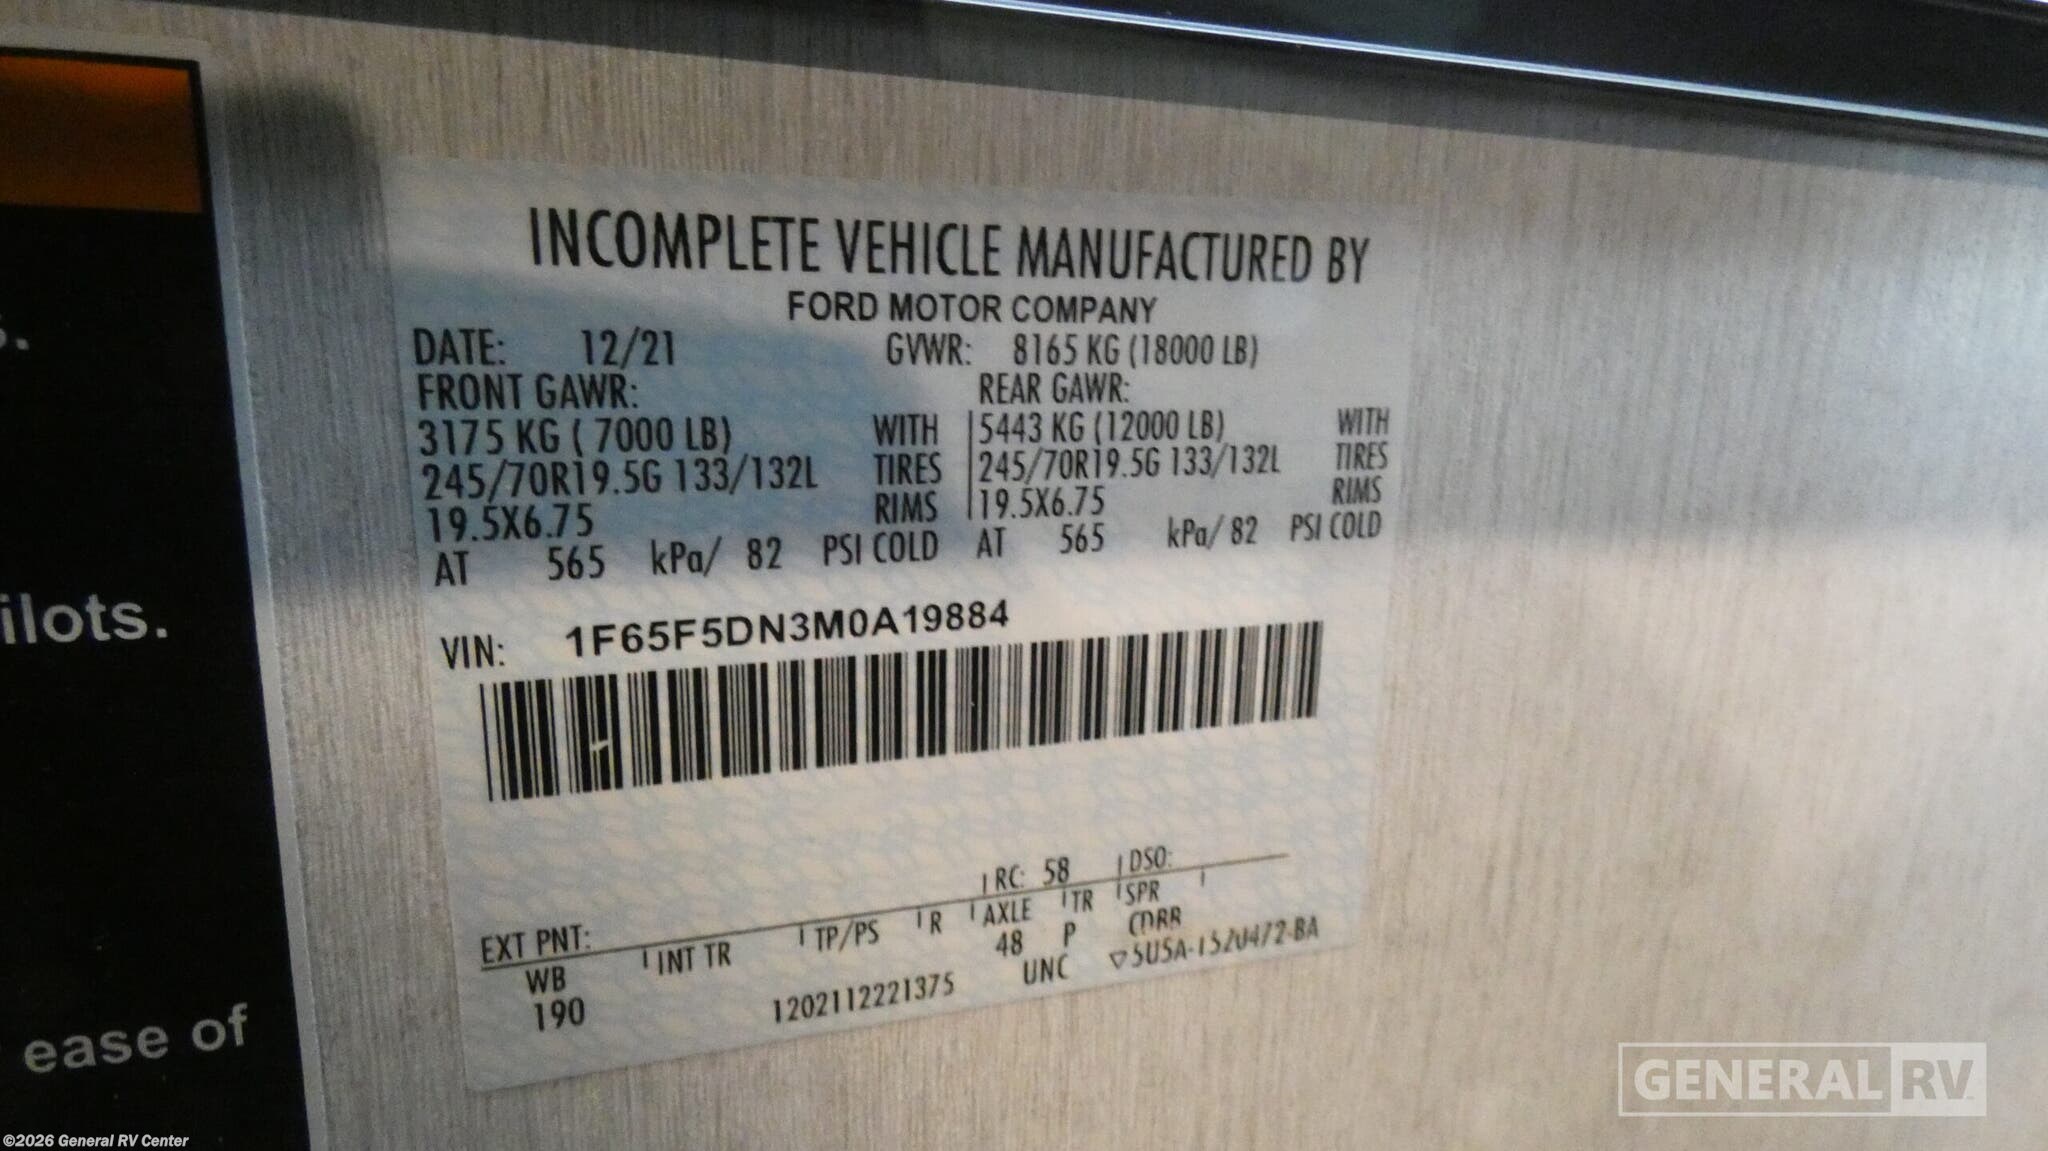 INCOMPLETE VEHICLE MANUFACTURED BY
FORD MOTOR COMPANY
DATE: 12/21 GVWR: 8165 KG (18000 LB)
FRONT GAWR: REAR GAWR:
3175 KG ( 7000 LB) WITH 5443 KG (12000 LB) WITH
245/70R19.5G 133/132L TIRES 245/70R19.5G 133/132L TIRES
19.5X6.75 RIMS 19.5X6.75 RIMS
AT 565 kPa/ 82 PSI COLD AT 565 kPa/ 82 PSI COLD
VIN: 1F65F5DN3M0A19884
RC: 58 DSO:
EXT PNT:
WB INT TR TP/PS R AXLE TR SPR
190 48 P
1202112221375 UNC
ilots.
ease of
GENERAL RV
©2026 General RV Center